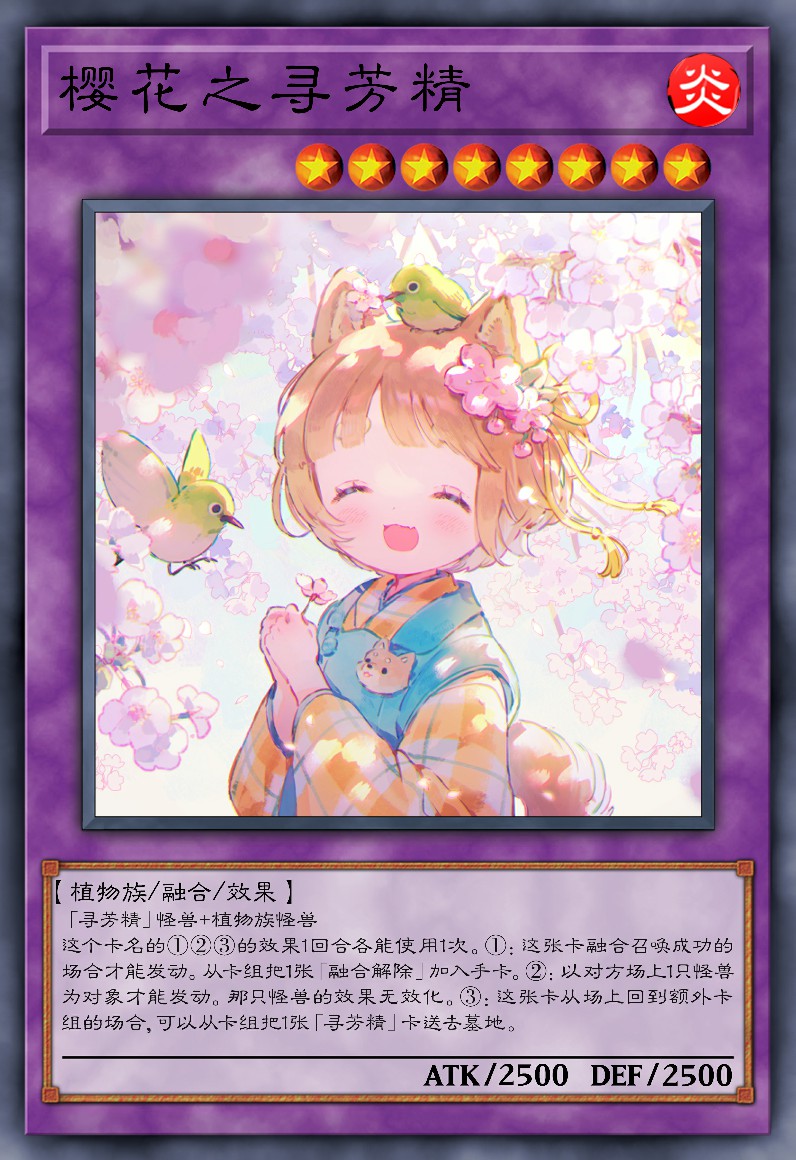 樱花之寻芳精
炎
【植物族/融合/效果】
「寻芳精」怪兽+植物族怪兽
这个卡名的①②③的效果1回合各能使用1次。①：这张卡融合召唤成功的
场合才能发动。从卡组把1张「融合解除」加入手卡。②：以对方场上1只怪兽
为对象才能发动。那只怪兽的效果无效化。③：这张卡从场上回到额外卡
组的场合,可以从卡组把1张「寻芳精」卡送去墓地。
ATK/2500 DEF/2500